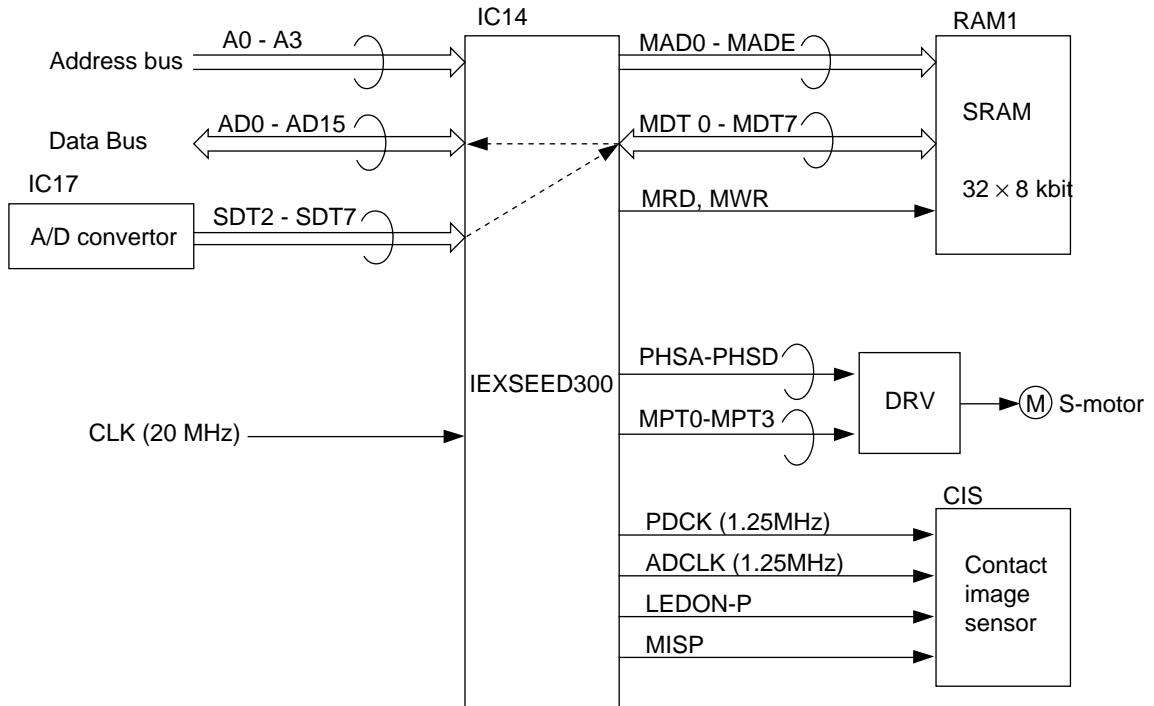 IC14
RAM1
A0 - A3
MAD0 - MADE
Address bus
AD0 - AD15
MDT 0 - MDT7
SRAM
Data Bus
IC17
SDT2 - SDT7
MRD, MWR
32 × 8 kbit
A/D convertor
PHSA-PHSD
IEXSEED300
DRV
M
S-motor
MPT0-MPT3
CLK (20 MHz)
CIS
PDCK (1.25MHz)
ADCLK (1.25MHz)
Contact
image
sensor
LEDON-P
MISP